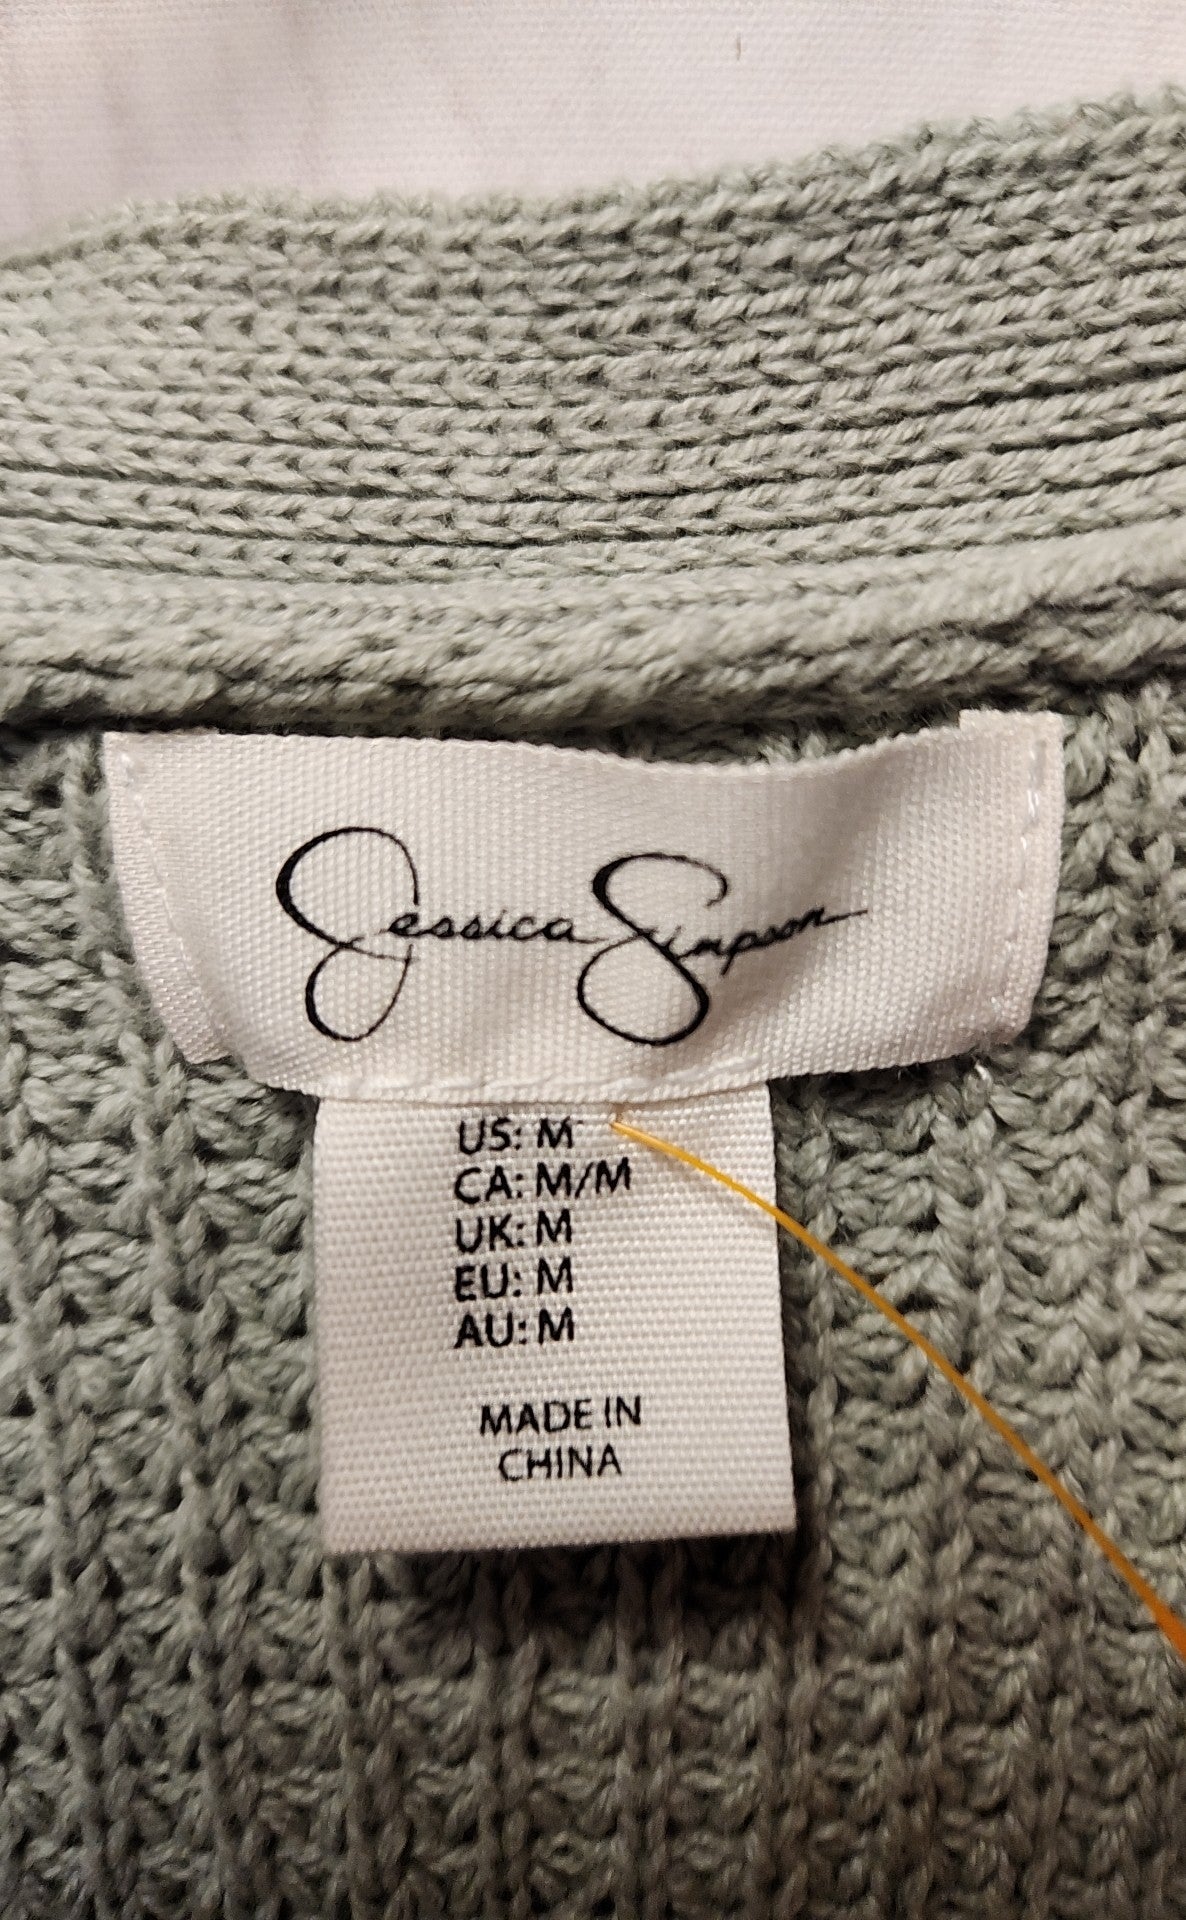 Jessica Simpson
US: M
CA: M/M
UK: M
EU: M
AU: M
MADE IN
CHINA